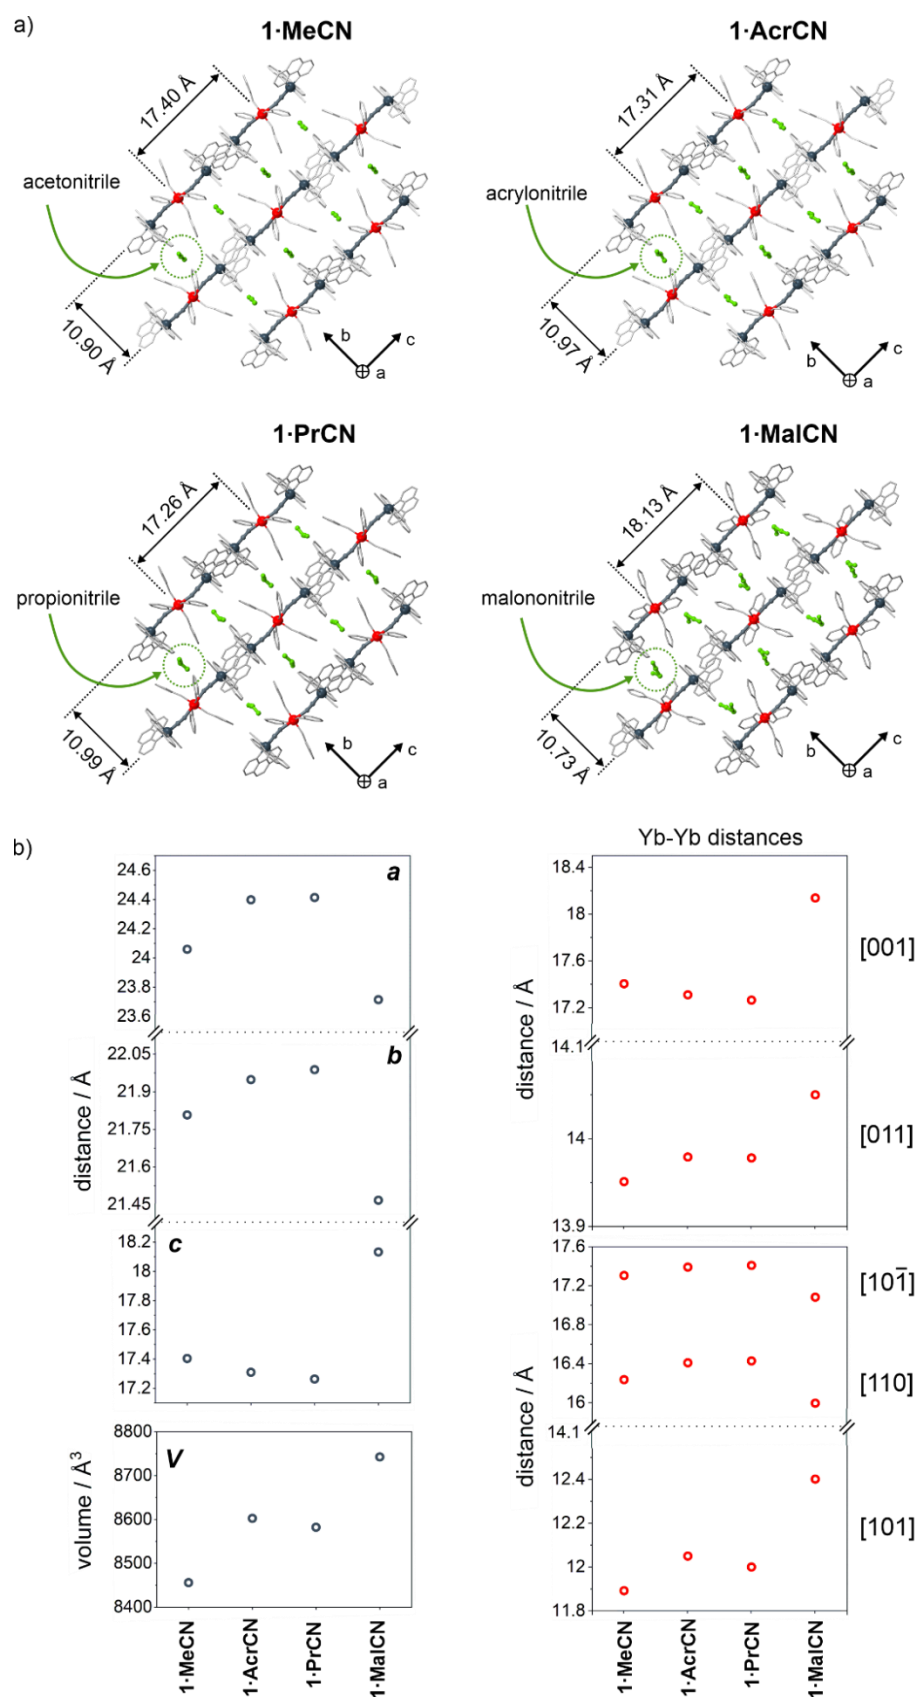 a)
1·MeCN
1·AcrCN
17.40 Å
17.31 Å
acetonitrile
acrylonitrile
10.90 Å
10.97 Å
b
c
a
b
c
a
1·PrCN
1·MalCN
17.26 Å
18.13 Å
propionitrile
malononitrile
10.99 Å
10.73 Å
b
c
a
b
c
a
b)
distance / Å
24.6
24.4
24.2
24
23.8
23.6
a
22.05
21.9
21.75
21.6
21.45
b
18.2
18
17.8
17.6
17.4
17.2
c
volume / Å³
8800
8700
8600
8500
8400
V
1·MeCN
1·AcrCN
1·PrCN
1·MalCN
Yb-Yb distances
distance / Å
18.4
18
17.6
17.2
[001]
14.1
14
13.9
[011]
distance / Å
17.6
17.2
16.8
16.4
16
[101̄]
[110]
14.1
12.4
12.2
12
11.8
[101]
1·MeCN
1·AcrCN
1·PrCN
1·MalCN